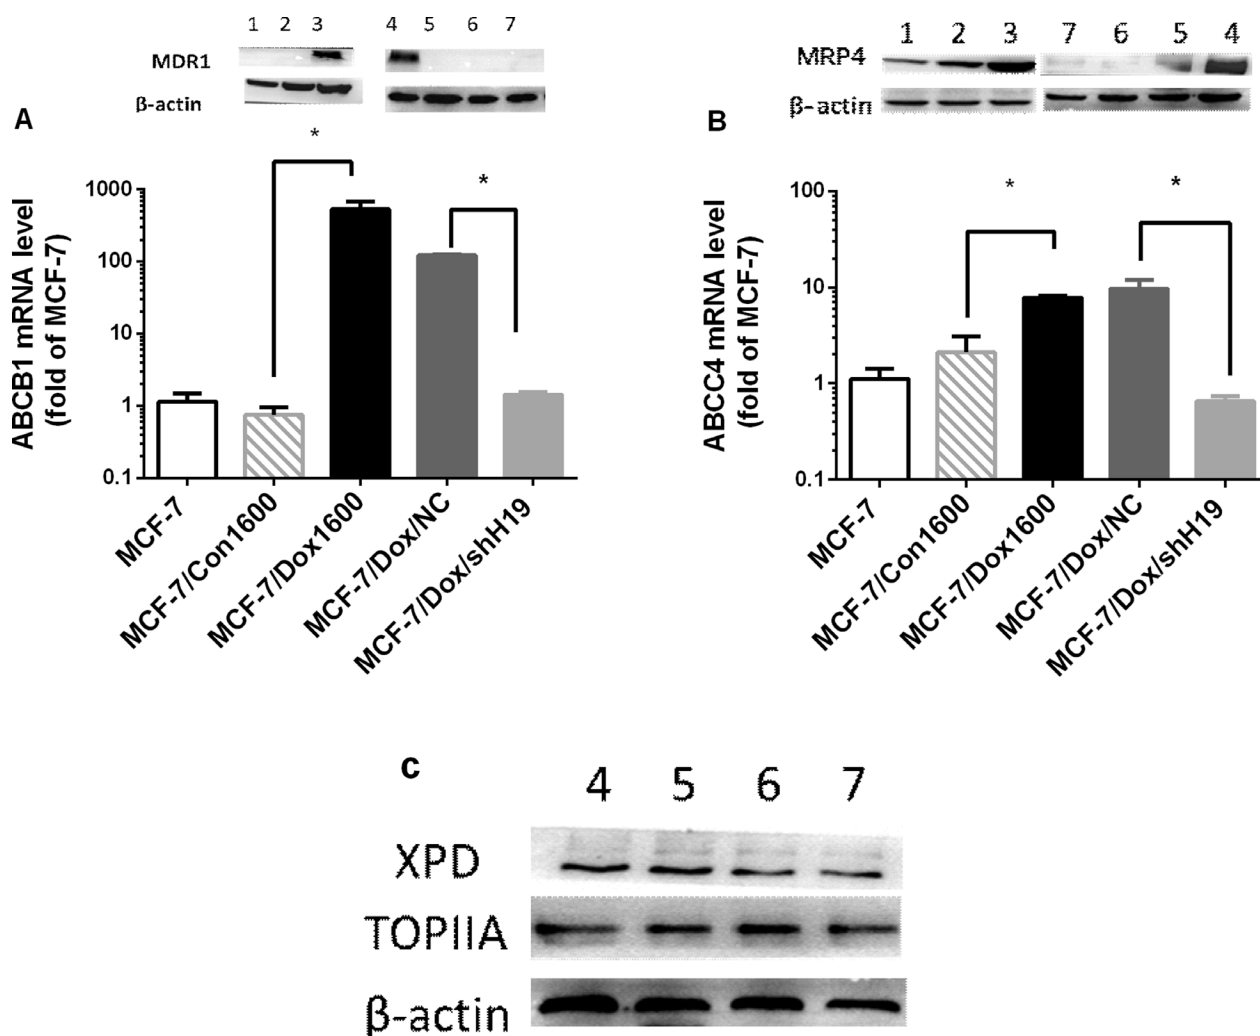 1 2 3 4 5 6 7
MDR1
β-actin
A
*
*
ABCB1 mRNA level
(fold of MCF-7)
1000
100
10
1
0.1
MCF-7
MCF-7/Con1600
MCF-7/Dox1600
MCF-7/Dox/NC
MCF-7/Dox/shH19
1 2 3 7 6 5 4
MRP4
β-actin
B
*
*
ABCC4 mRNA level
(fold of MCF-7)
100
10
1
0.1
MCF-7
MCF-7/Con1600
MCF-7/Dox1600
MCF-7/Dox/NC
MCF-7/Dox/shH19
c
4 5 6 7
XPD
TOPIIA
β-actin